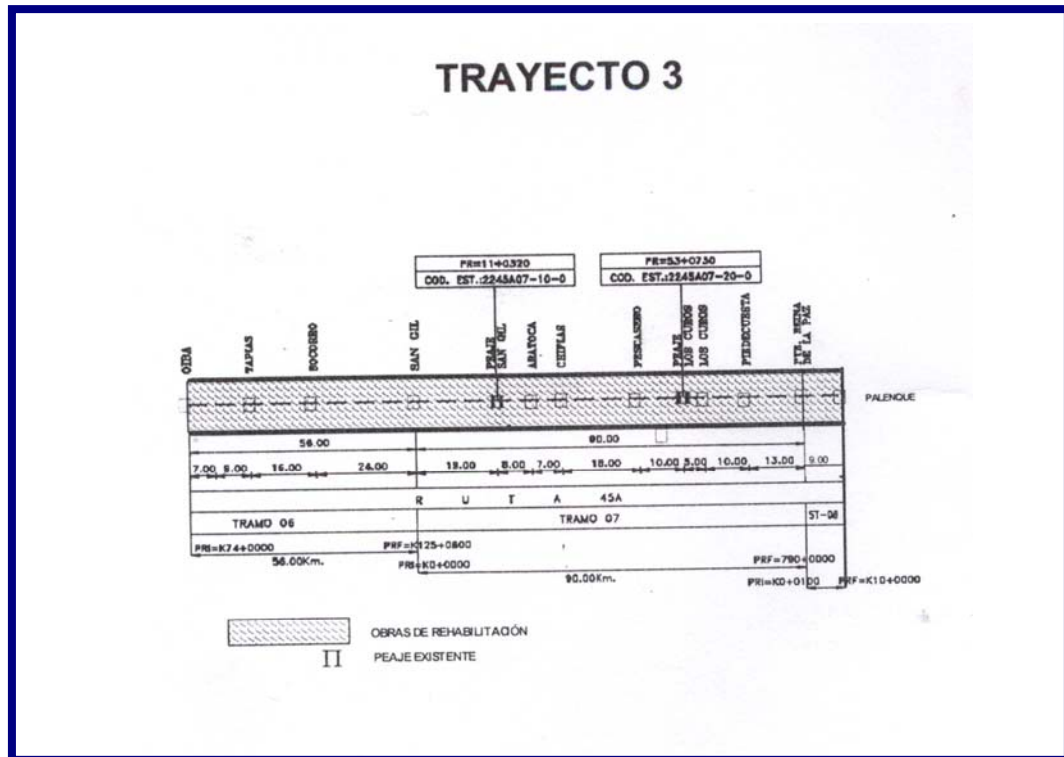 TRAYECTO 3
PR=11+0320
COD. EST.:2245A07-10-0
PR=53+0750
COD. EST.:2245A07-20-0
OIBA
TAPIAS
SOCORRO
SAN GIL
PEAJE
SAN GIL
ARATOCA
CHIFLAS
PESCADERO
PEAJE
LOS CUROS
LOS CUROS
PIEDECUESTA
PTE. REINA
DE LA PAZ
PALENQUE
56.00
90.00
7.00
9.00
16.00
24.00
19.00
8.00
7.00
18.00
10.00
5.00
10.00
13.00
9.00
R U T A 45A
TRAMO 06
TRAMO 07
ST-08
PRI=K74+0000
PRF=K125+0800
56.00Km.
PRI=K0+0000
90.00Km.
PRF=790+0000
PRI=K0+0100
PRF=K10+0000
OBRAS DE REHABILITACIÓN
PEAJE EXISTENTE